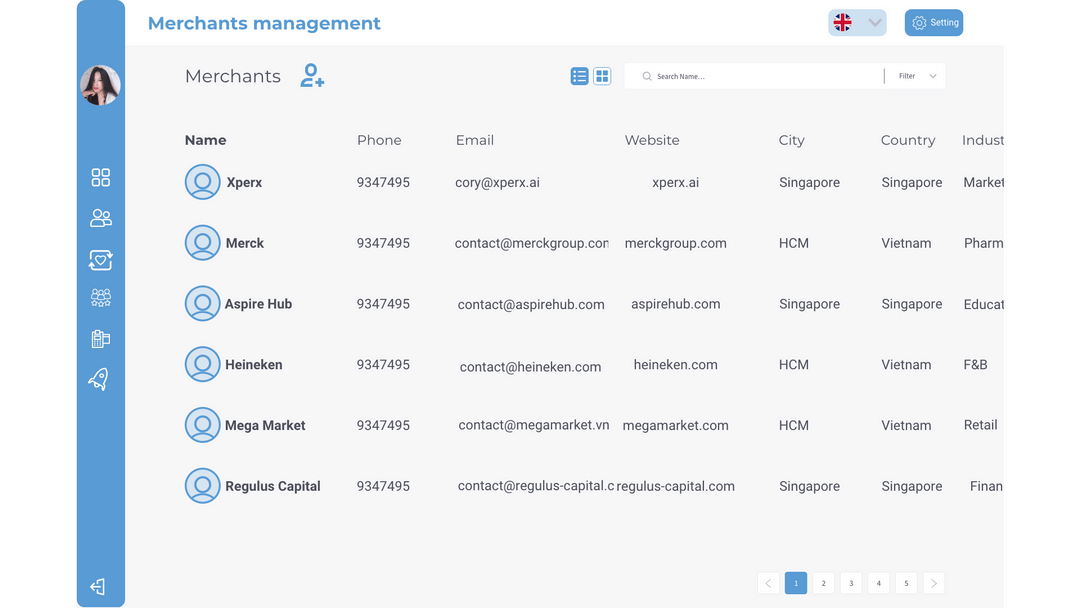 Merchants management
Setting
Merchants
Search Name...
Filter
Name Phone Email Website City Country Indust
Xperx 9347495 cory@xperx.ai xperx.ai Singapore Singapore Market
Merck 9347495 contact@merckgroup.com merckgroup.com HCM Vietnam Pharm
Aspire Hub 9347495 contact@aspirehub.com aspirehub.com Singapore Singapore Educat
Heineken 9347495 contact@heineken.com heineken.com HCM Vietnam F&B
Mega Market 9347495 contact@megamarket.vn megamarket.com HCM Vietnam Retail
Regulus Capital 9347495 contact@regulus-capital.c regulus-capital.com Singapore Singapore Finan
1 2 3 4 5